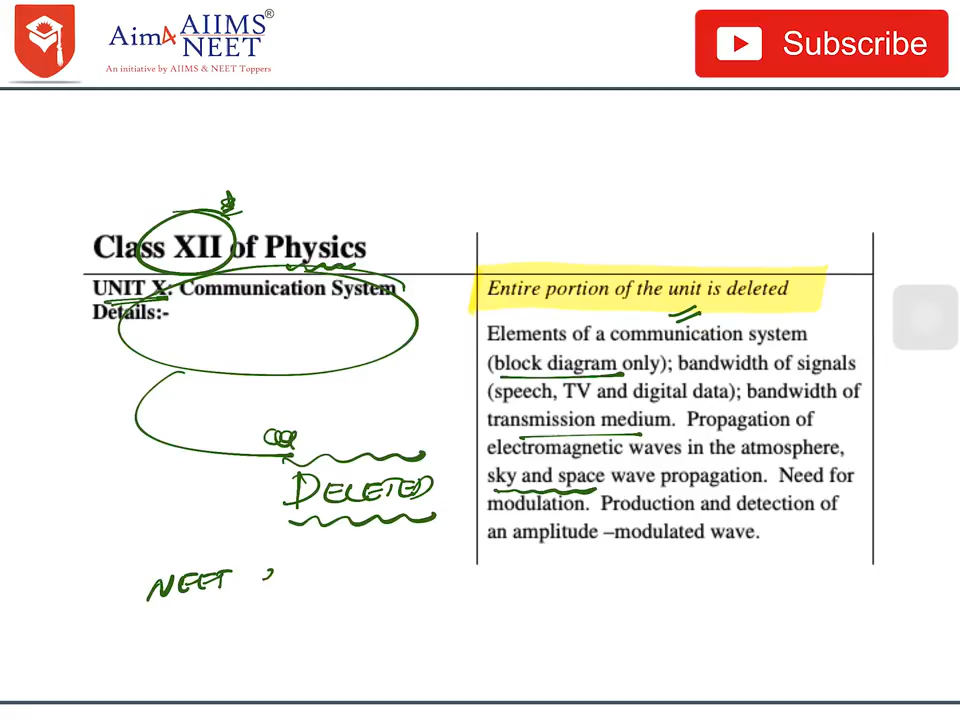 Aim4 AIIMS®
NEET
An initiative by AIIMS & NEET Toppers
Subscribe
Class XII of Physics
UNIT X: Communication System
Details:-
Entire portion of the unit is deleted
Elements of a communication system
(block diagram only); bandwidth of signals
(speech, TV and digital data); bandwidth of
transmission medium. Propagation of
electromagnetic waves in the atmosphere,
sky and space wave propagation. Need for
modulation. Production and detection of
an amplitude –modulated wave.
DELETED
NEET